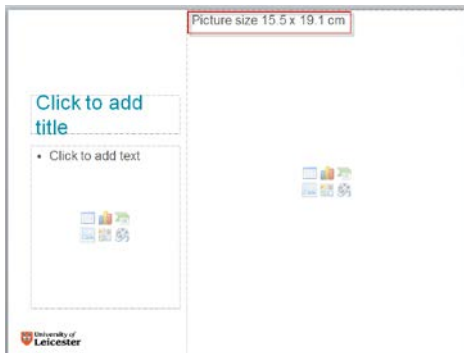 Picture size 15.5 x 19.1 cm
Click to add
title
• Click to add text
University of
Leicester